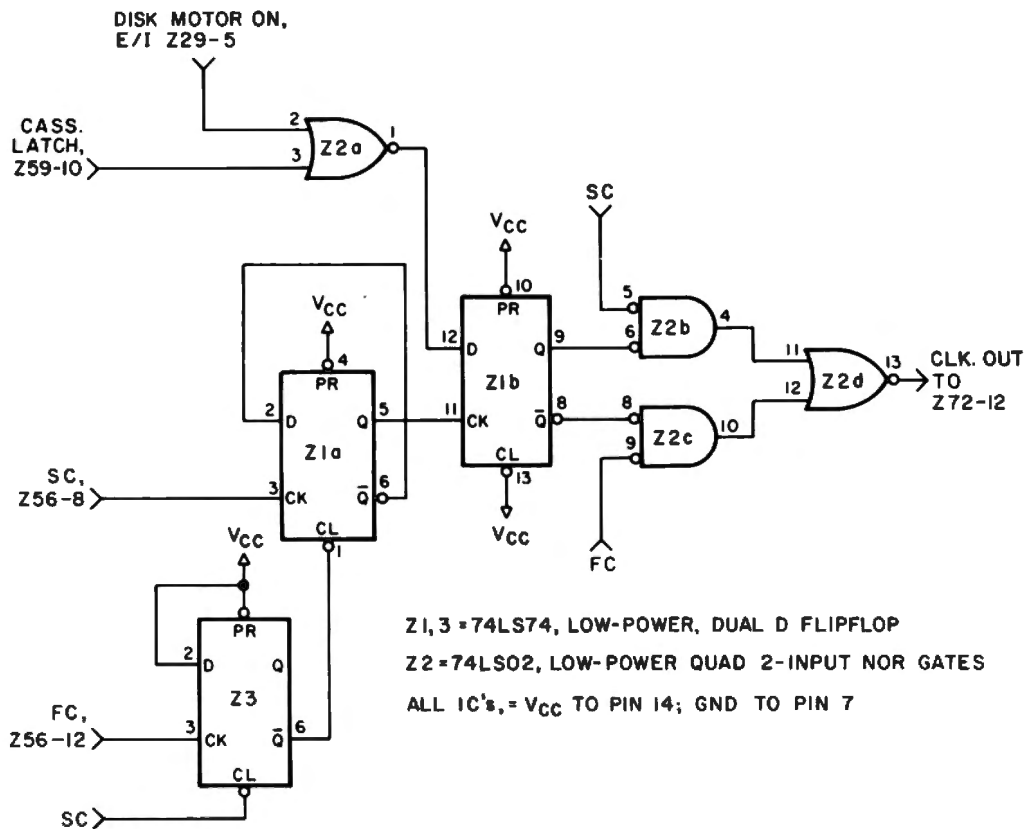 DISK MOTOR ON,
E/I Z29-5
CASS.
LATCH,
Z59-10
2
3
1
Z2a
SC
VCC
10
PR
12
D
Q
9
Z1b
11
CK
Q
8
CL
13
VCC
5
6
4
Z2b
8
9
10
Z2c
FC
11
12
13
Z2d
CLK. OUT
TO
Z72-12
VCC
4
PR
2
D
Q
5
Z1a
SC,
Z56-8
3
CK
Q
6
CL
1
VCC
PR
2
D
Q
Z3
FC,
Z56-12
3
CK
Q
6
CL
SC
Z1,3 = 74LS74, LOW-POWER, DUAL D FLIPFLOP
Z2 = 74LS02, LOW-POWER QUAD 2-INPUT NOR GATES
ALL IC's, = VCC TO PIN 14; GND TO PIN 7